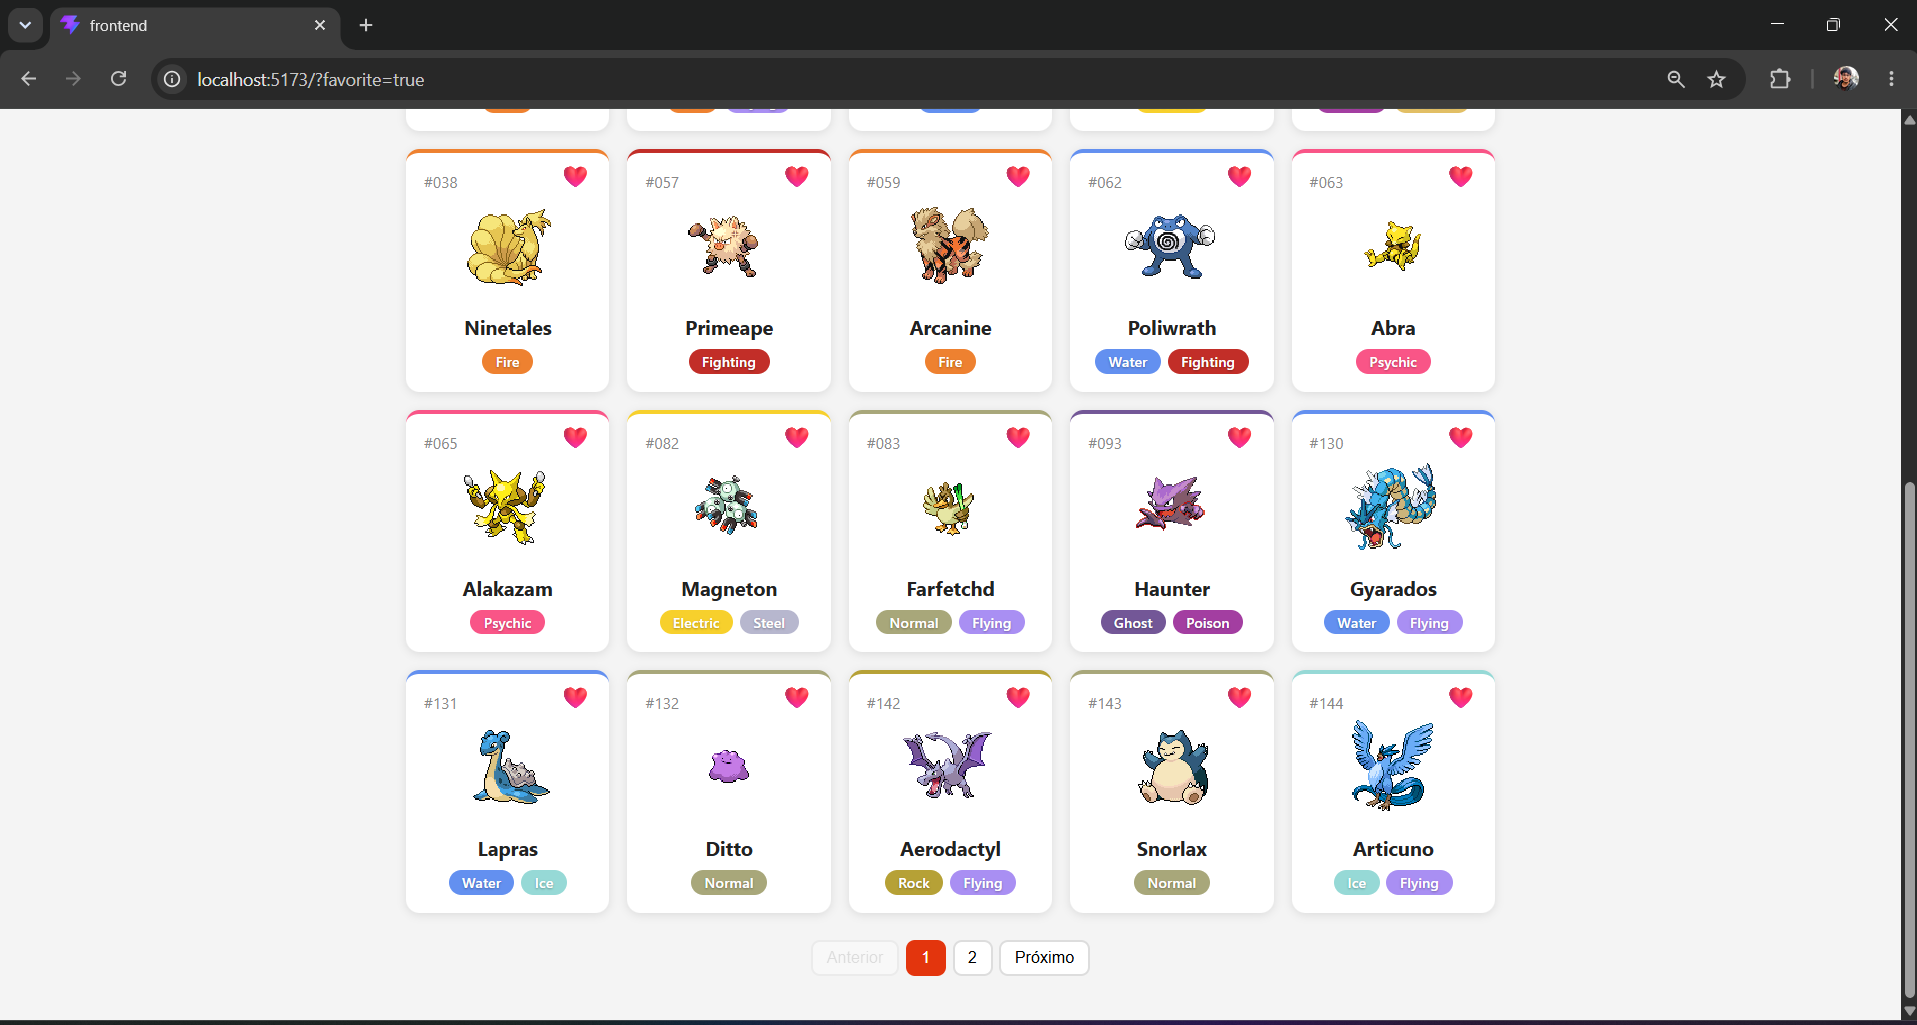 frontend
localhost:5173/?favorite=true
#038 #057 #059 #062 #063
Ninetales Primeape Arcanine Poliwrath Abra
Fire Fighting Fire Water Fighting Psychic
#065 #082 #083 #093 #130
Alakazam Magneton Farfetchd Haunter Gyarados
Psychic Electric Steel Normal Flying Ghost Poison Water Flying
#131 #132 #142 #143 #144
Lapras Ditto Aerodactyl Snorlax Articuno
Water Ice Normal Rock Flying Normal Ice Flying
Anterior 1 2 Próximo